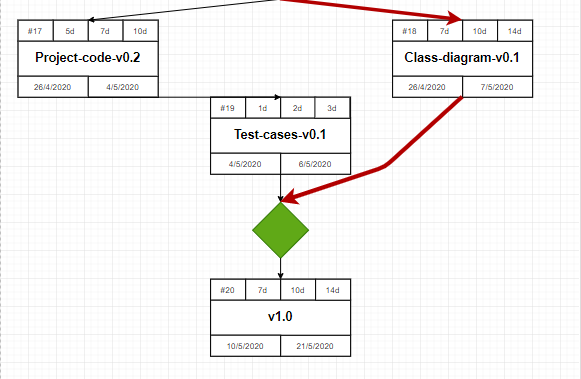 #17 5d 7d 10d
Project-code-v0.2
26/4/2020 4/5/2020
#18 7d 10d 14d
Class-diagram-v0.1
26/4/2020 7/5/2020
#19 1d 2d 3d
Test-cases-v0.1
4/5/2020 6/5/2020
#20 7d 10d 14d
v1.0
10/5/2020 21/5/2020